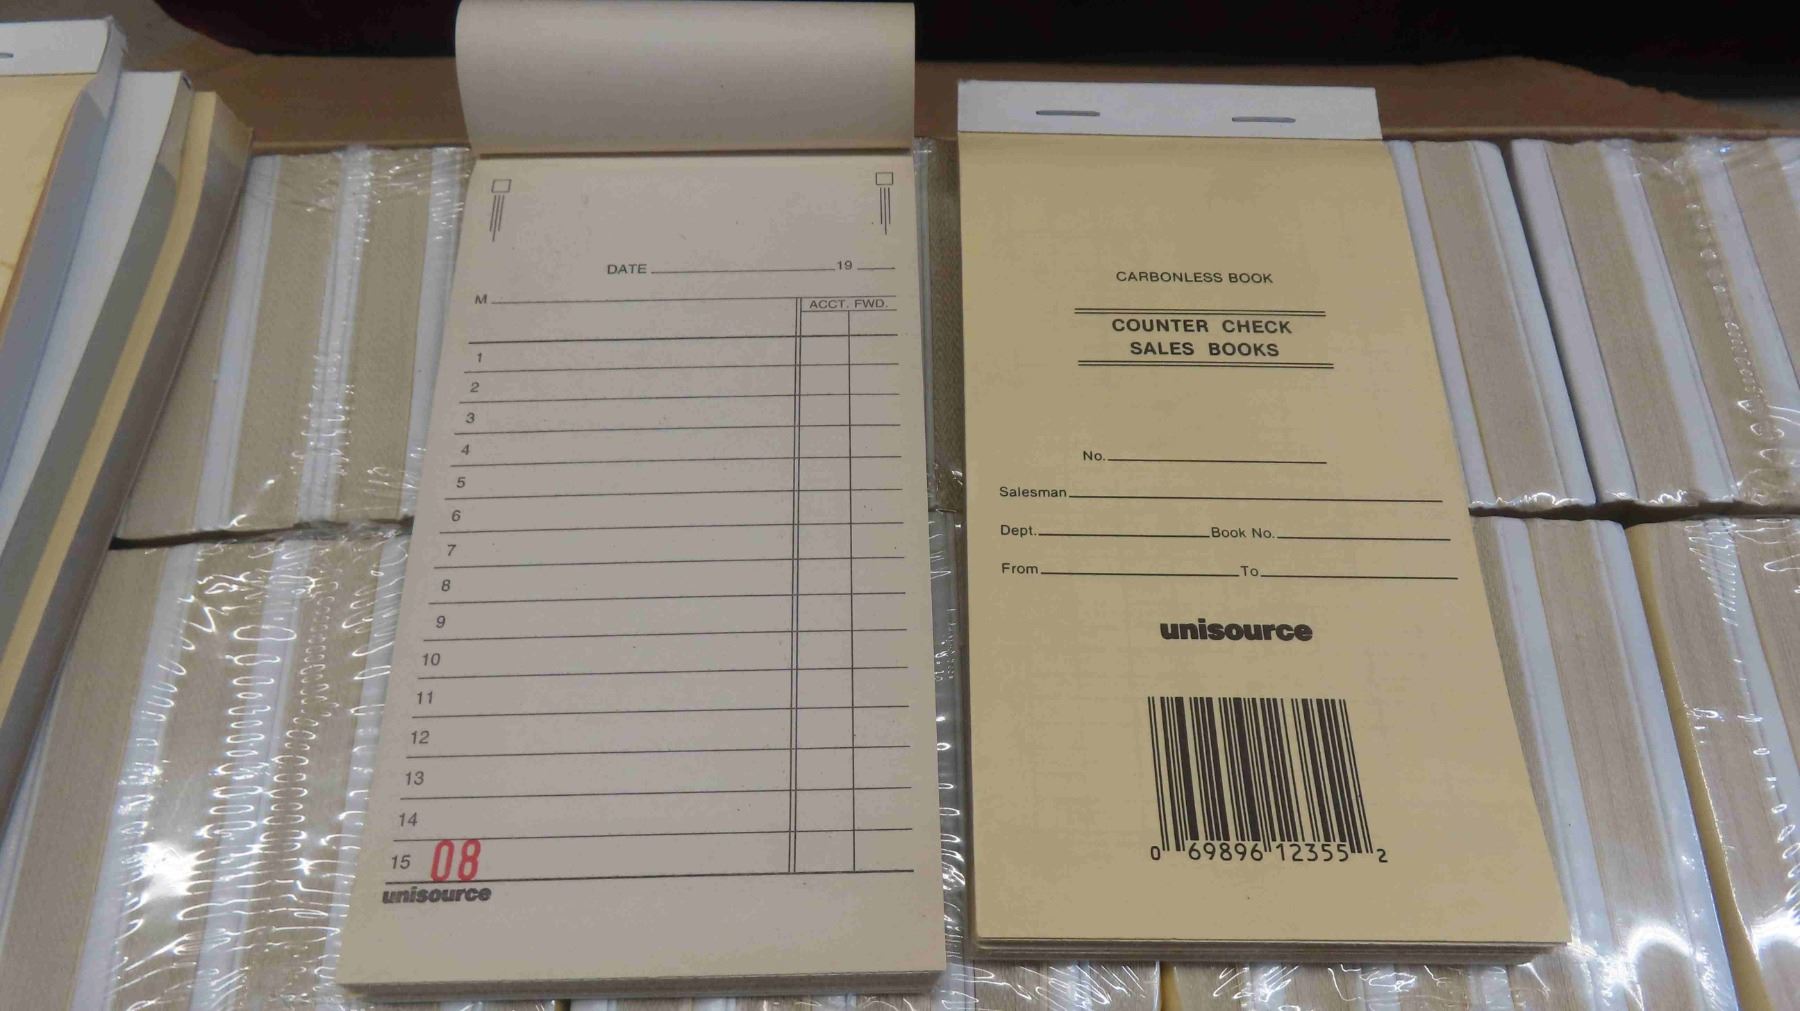 DATE 19
M
ACCT. FWD.
1
2
3
4
5
6
7
8
9
10
11
12
13
14
15 08
unisource
CARBONLESS BOOK
COUNTER CHECK
SALES BOOKS
No.
Salesman
Dept. Book No.
From To
unisource
0 69896 12355 2